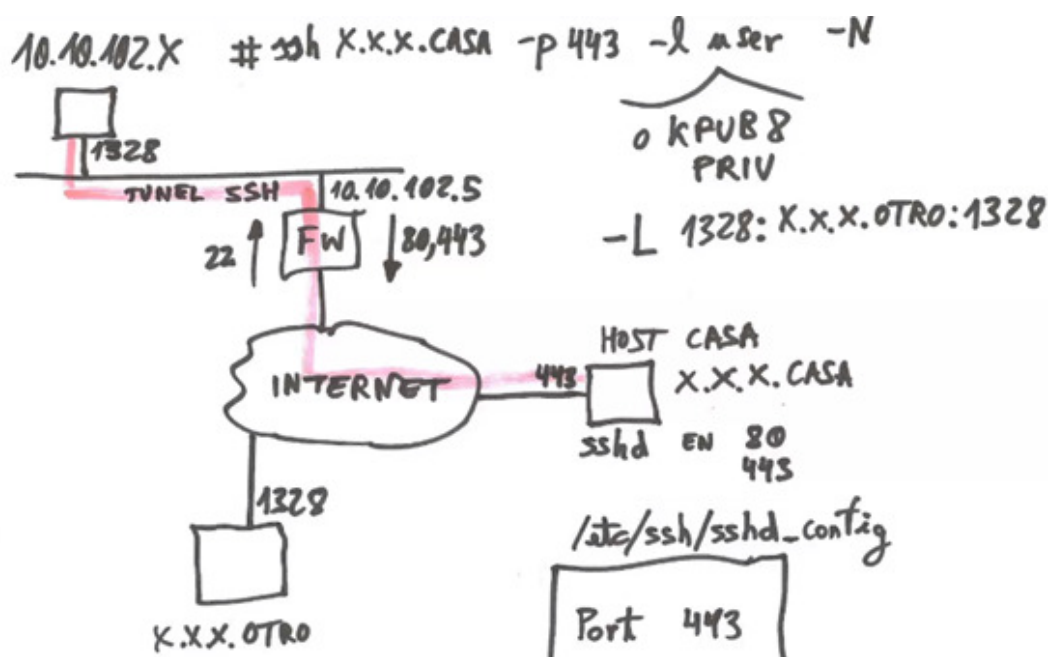 10.10.102.X # ssh X.X.X.CASA -p 443 -l user -N
o KPUB8
PRIV
1328
TUNEL SSH
10.10.102.5
-L 1328:X.X.X.OTRO:1328
22
FW
80,443
INTERNET
443
HOST CASA
X.X.X.CASA
sshd EN 80
443
1328
X.X.X.OTRO
/etc/ssh/sshd_config
Port 443